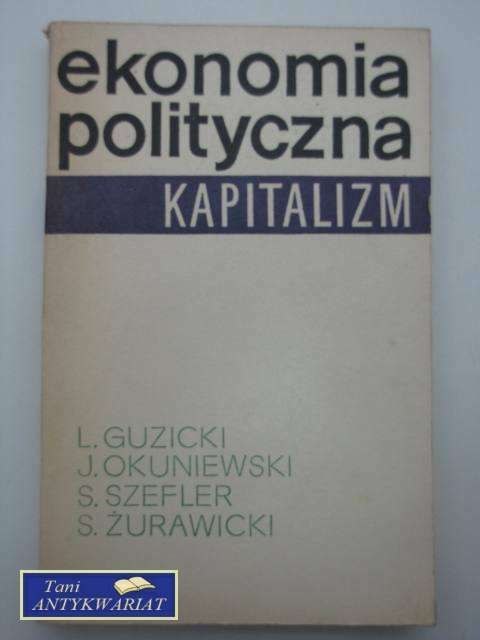 ekonomia
polityczna
KAPITALIZM
L. GUZICKI
J. OKUNIEWSKI
S. SZEFLER
S. ŻURAWICKI
Tani
ANTYKWARIAT